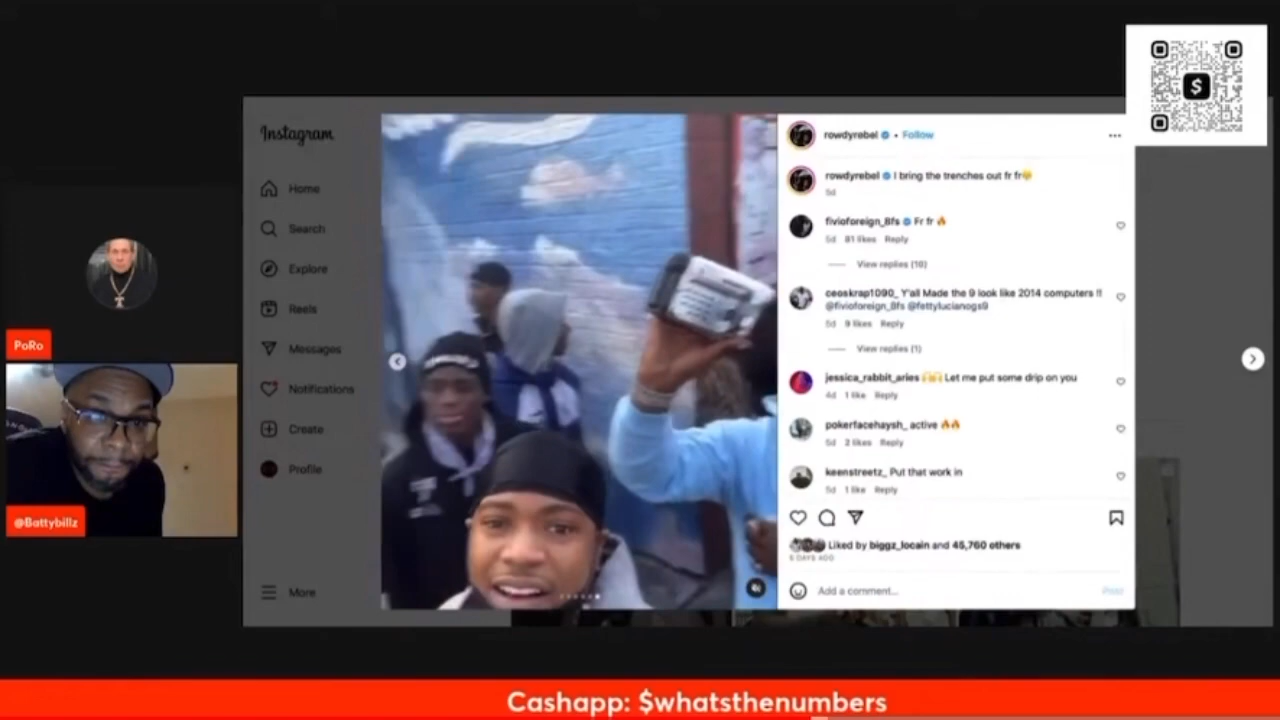 Instagram
Home
Search
Explore
Reels
Messages
Notifications
Create
Profile
More
PoRo
@Battybillz
rowdyrebel • Follow
rowdyrebel I bring the trenches out fr fr
5d
fivioforeign_8fs Fr fr 🔥
5d 81 likes Reply
View replies (10)
ceoskrap1090_ Y'all Made the 9 look like 2014 computers !!
@fivioforeign_8fs @fettylucianogs9
5d 9 likes Reply
View replies (1)
jessica_rabbit_aries 🙌🙌 Let me put some drip on you
4d 1 like Reply
pokerfacehaysh_ active 🔥🔥
5d 2 likes Reply
keenstreetz_ Put that work in
5d 1 like Reply
Liked by biggz_locain and 45,760 others
5 DAYS AGO
Add a comment...
Post
$
Cashapp: $whatsthenumbers